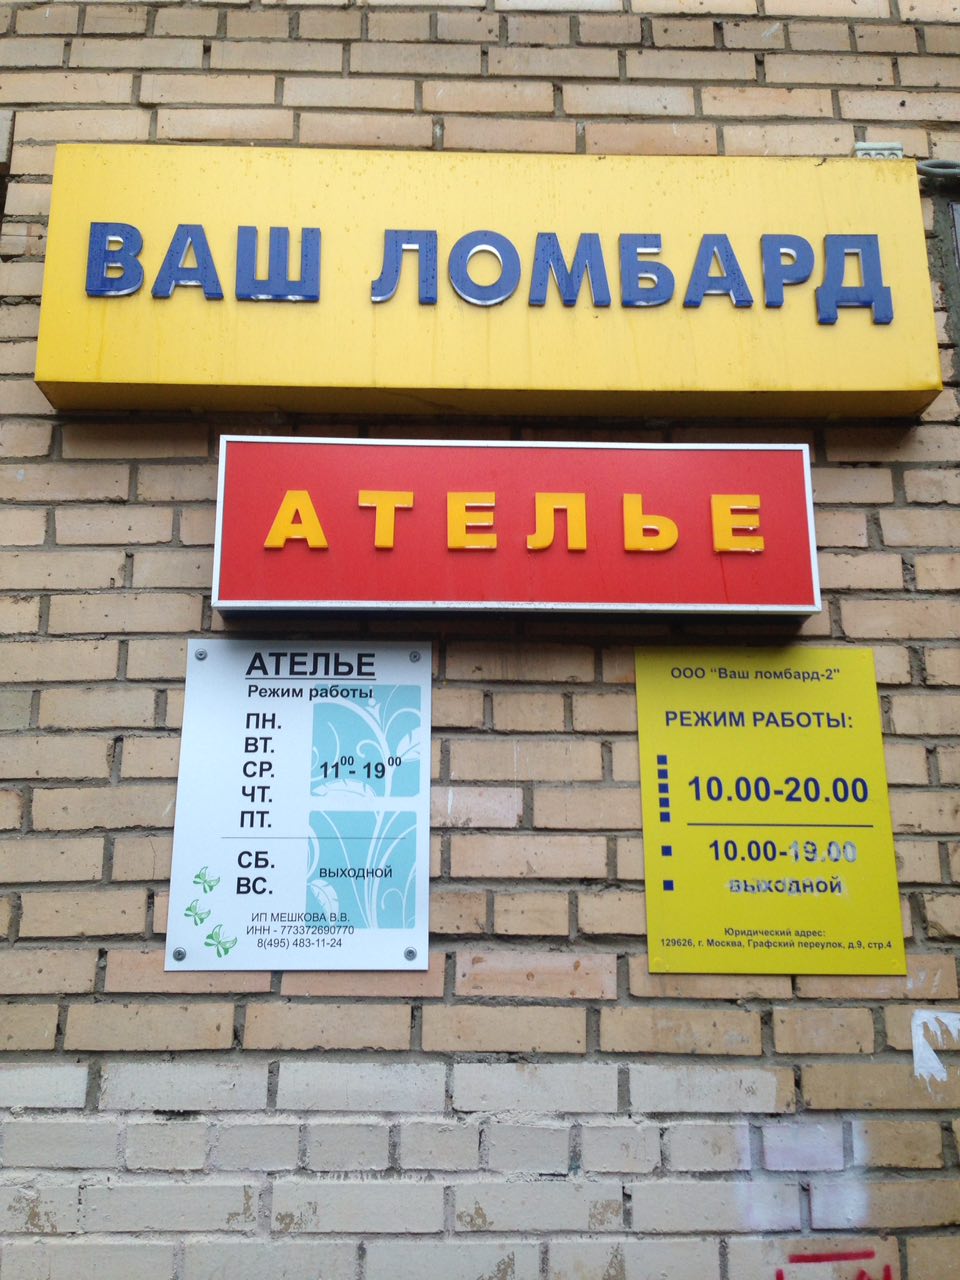 ВАШ ЛОМБАРД
АТЕЛЬЕ
АТЕЛЬЕ
Режим работы
ПН.
ВТ.
СР. 11⁰⁰ - 19⁰⁰
ЧТ.
ПТ.
СБ.
выходной
ВС.
ИП МЕШКОВА В.В.
ИНН - 773372690770
8(495) 483-11-24
ООО "Ваш ломбард-2"
РЕЖИМ РАБОТЫ:
10.00-20.00
10.00-19.00
выходной
Юридический адрес:
129626, г. Москва, Графский переулок, д.9, стр.4